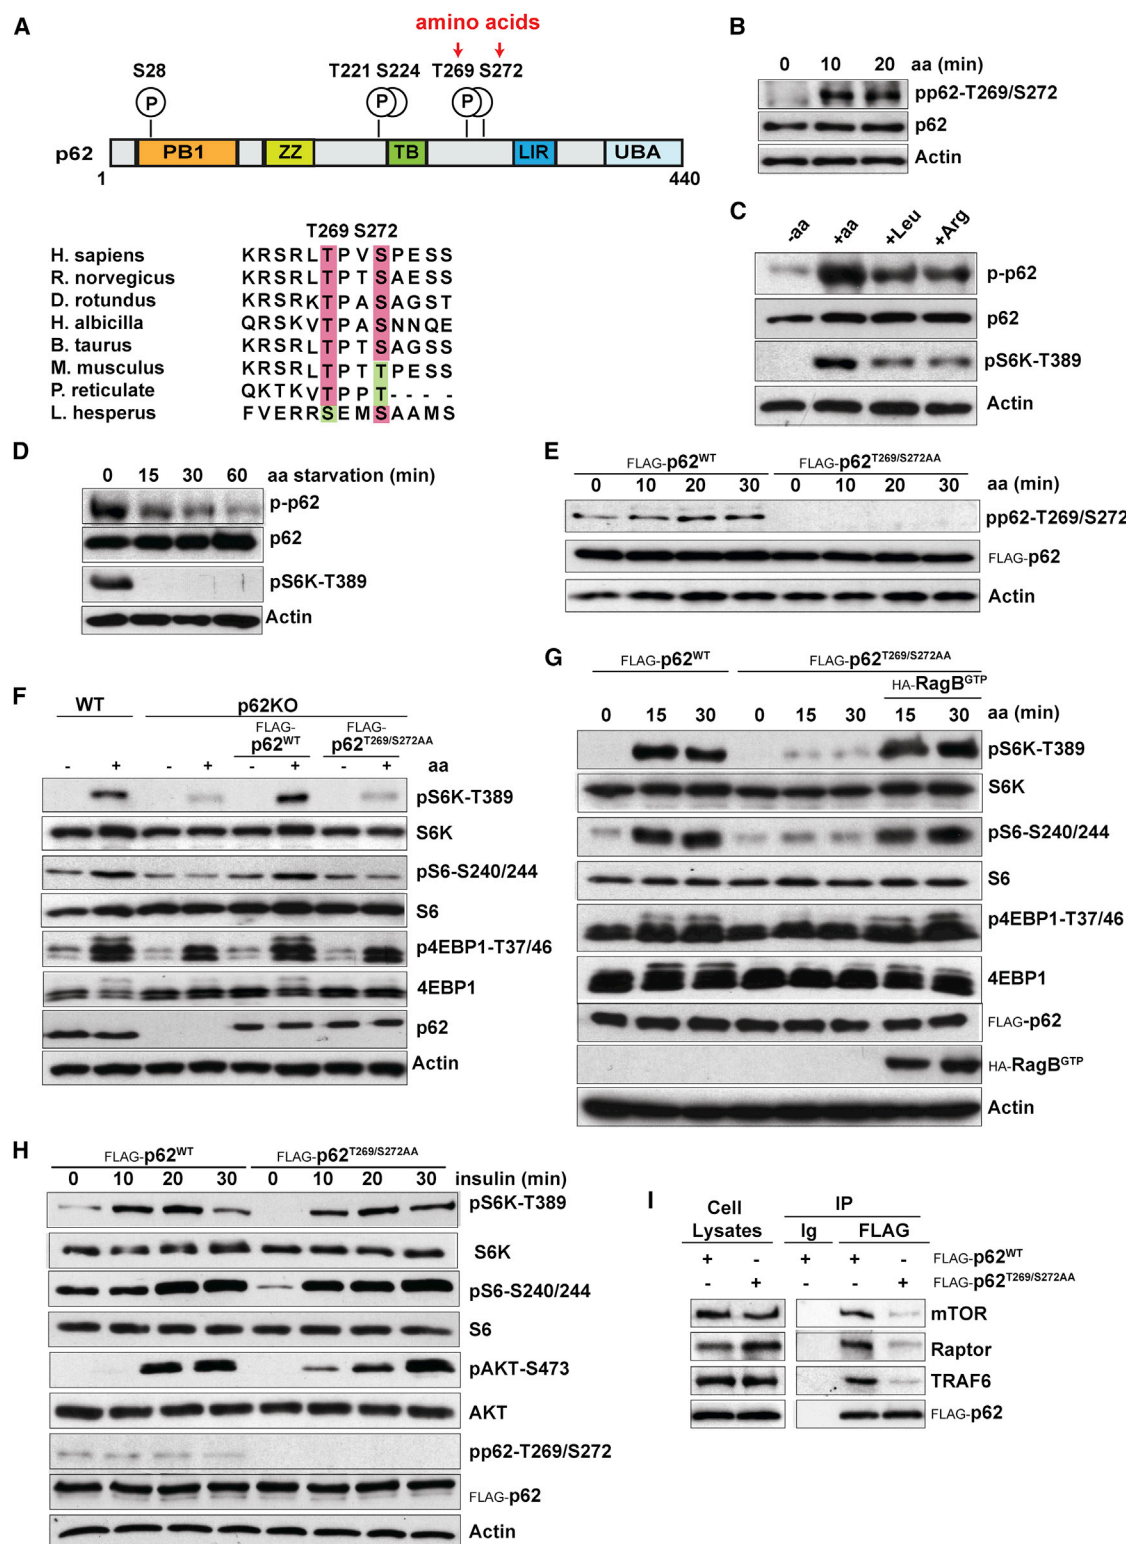 A
amino acids
S28 T221 S224 T269 S272
P P P
p62 PB1 ZZ TB LIR UBA
1 440
T269 S272
H. sapiens KRSRLTPVSPESS
R. norvegicus KRSRLTPTSAESS
D. rotundus KRSRKTPASAGST
H. albicilla QRSKVTPASNNQE
B. taurus KRSRLTPTSAGSS
M. musculus KRSRLTPTTPESS
P. reticulate QKTKVTPPT----
L. hesperus FVERRSEMSAAMS
B
0 10 20 aa (min)
pp62-T269/S272
p62
Actin
C
-aa +aa +Leu +Arg
p-p62
p62
pS6K-T389
Actin
D
0 15 30 60 aa starvation (min)
p-p62
p62
pS6K-T389
Actin
E
FLAG-p62WT FLAG-p62T269/S272AA
0 10 20 30 0 10 20 30 aa (min)
pp62-T269/S272
FLAG-p62
Actin
F
WT p62KO
FLAG- FLAG-
p62WT p62T269/S272AA
- + - + - + - + aa
pS6K-T389
S6K
pS6-S240/244
S6
p4EBP1-T37/46
4EBP1
p62
Actin
G
FLAG-p62WT FLAG-p62T269/S272AA
HA-RagBGTP
0 15 30 0 15 30 15 30 aa (min)
pS6K-T389
S6K
pS6-S240/244
S6
p4EBP1-T37/46
4EBP1
FLAG-p62
HA-RagBGTP
Actin
H
FLAG-p62WT FLAG-p62T269/S272AA
0 10 20 30 0 10 20 30 insulin (min)
pS6K-T389
S6K
pS6-S240/244
S6
pAKT-S473
AKT
pp62-T269/S272
FLAG-p62
Actin
I
Cell IP
Lysates Ig FLAG
+ - + + - FLAG-p62WT
- + - - + FLAG-p62T269/S272AA
mTOR
Raptor
TRAF6
FLAG-p62